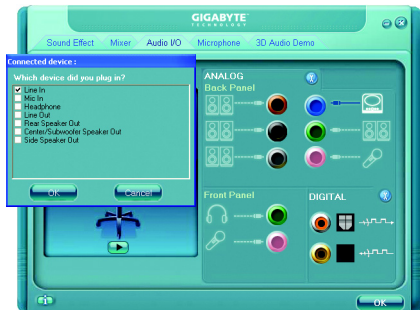 GIGABYTE
TECHNOLOGY
Sound Effect
Mixer
Audio I/O
Microphone
3D Audio Demo
Connected device :
Which device did you plug in?
Line In
Mic In
Headphone
Line Out
Rear Speaker Out
Center/Subwoofer Speaker Out
Side Speaker Out
OK
Cancel
ANALOG
Back Panel
Front Panel
DIGITAL
OK